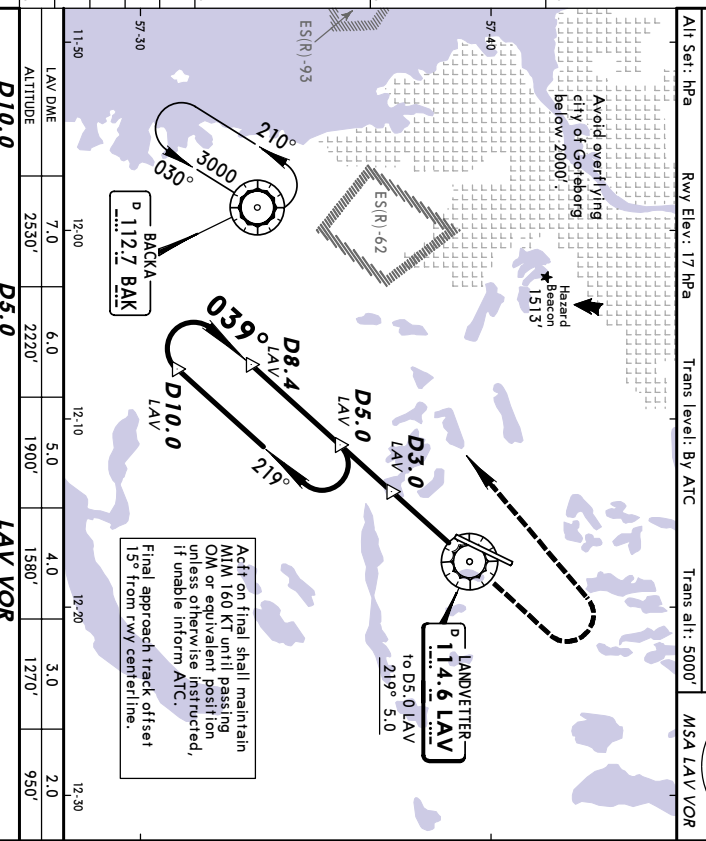 Alt Set: hPa Rwy Elev: 17 hPa Trans level: By ATC Trans alt: 5000'
MSA LAV VOR
57-30
57-40
11-50
12-00
12-10
12-20
12-30
ES(R)-93
Avoid overflying
city of Goteborg
below 2000'.
ES(R)-62
Hazard
Beacon
1513'
210°
3000
030°
BACKA
D 112.7 BAK
039°
D8.4
LAV
D10.0
LAV
D5.0
LAV
D3.0
LAV
219°
LANDVETTER
D 114.6 LAV
to D5.0 LAV
219° 5.0
Acft on final shall maintain
MIM 160 KT until passing
OM or equivalent position
unless otherwise instructed,
if unable inform ATC.
Final approach track offset
15° from rwy centerline.
LAV DME 7.0 6.0 5.0 4.0 3.0 2.0
ALTITUDE 2530' 2220' 1900' 1580' 1270' 950'
D10.0 D5.0 LAV VOR